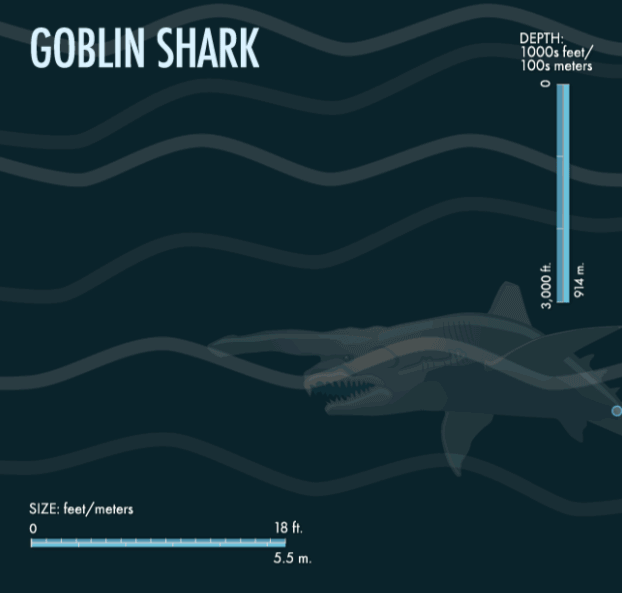 GOBLIN SHARK
DEPTH:
1000s feet/
100s meters
0
3,000 ft.
914 m.
SIZE: feet/meters
0
18 ft.
5.5 m.